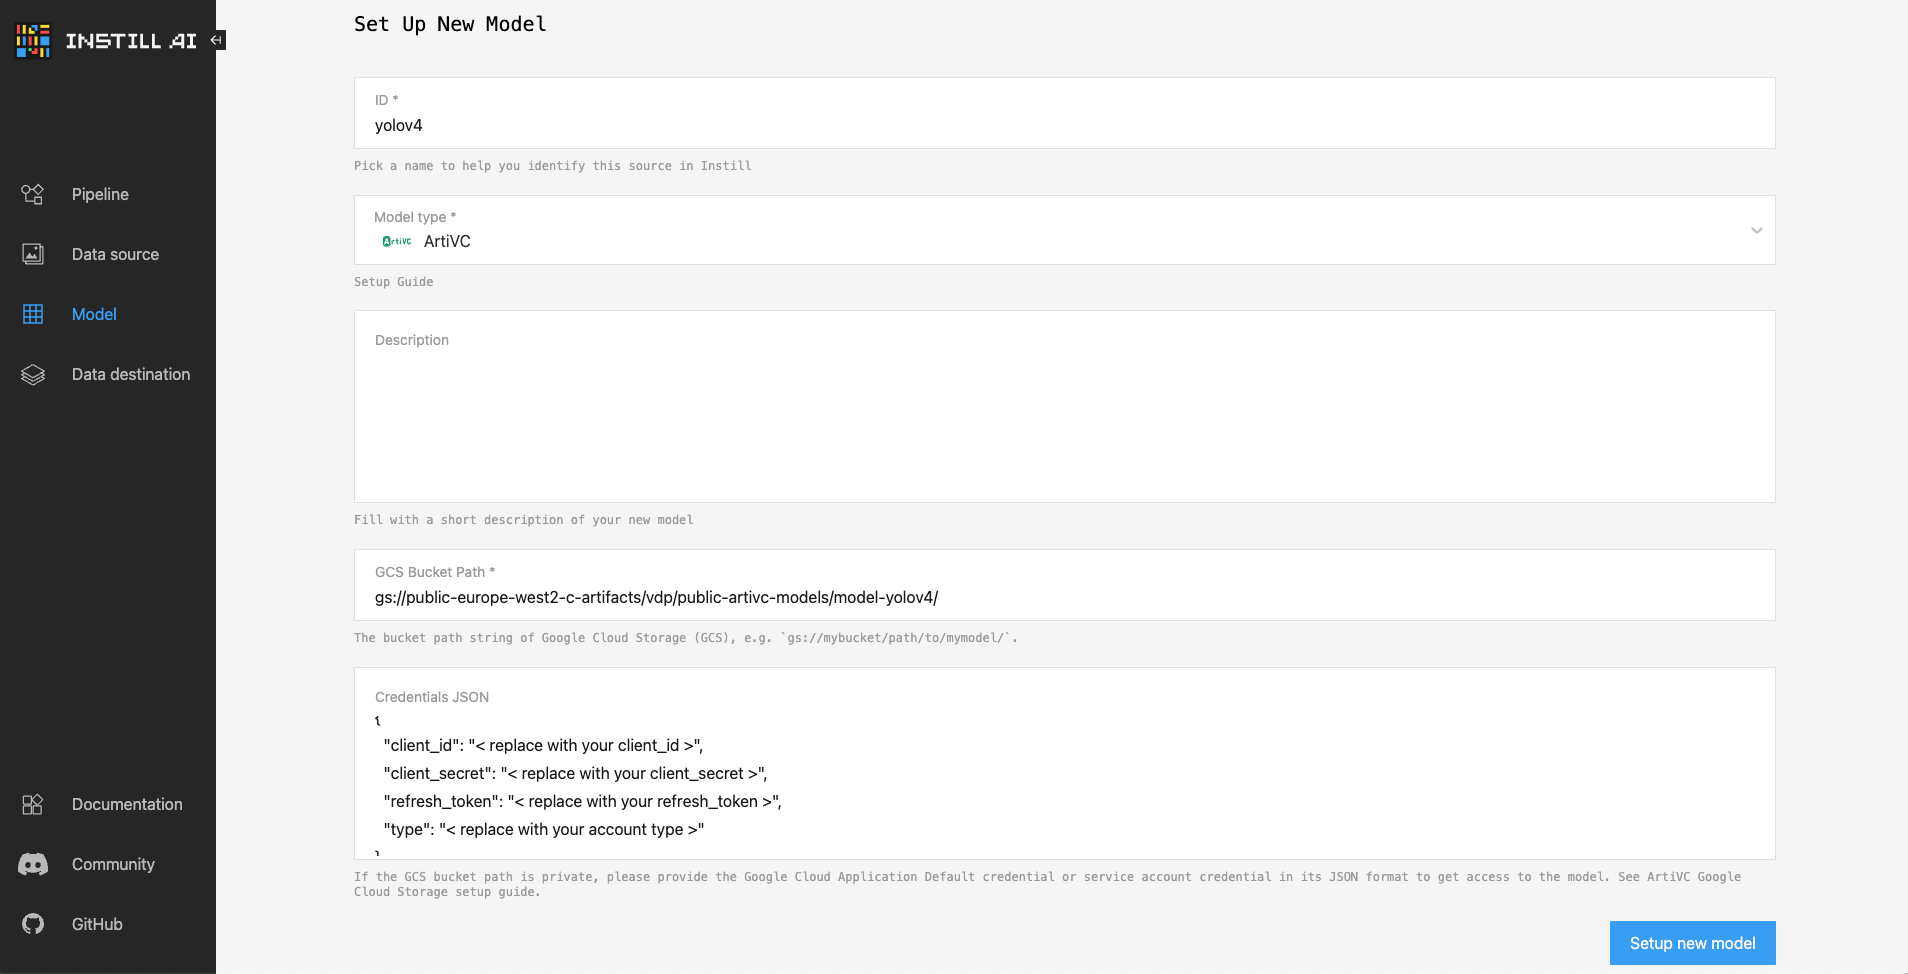 INSTILL AI
Pipeline
Data source
Model
Data destination
Documentation
Community
GitHub
Set Up New Model
ID *
yolov4
Pick a name to help you identify this source in Instill
Model type *
ArtiVC ArtiVC
Setup Guide
Description
Fill with a short description of your new model
GCS Bucket Path *
gs://public-europe-west2-c-artifacts/vdp/public-artivc-models/model-yolov4/
The bucket path string of Google Cloud Storage (GCS), e.g. `gs://mybucket/path/to/mymodel/`.
Credentials JSON
{
"client_id": "< replace with your client_id >",
"client_secret": "< replace with your client_secret >",
"refresh_token": "< replace with your refresh_token >",
"type": "< replace with your account type >"
}
If the GCS bucket path is private, please provide the Google Cloud Application Default credential or service account credential in its JSON format to get access to the model. See ArtiVC Google
Cloud Storage setup guide.
Setup new model